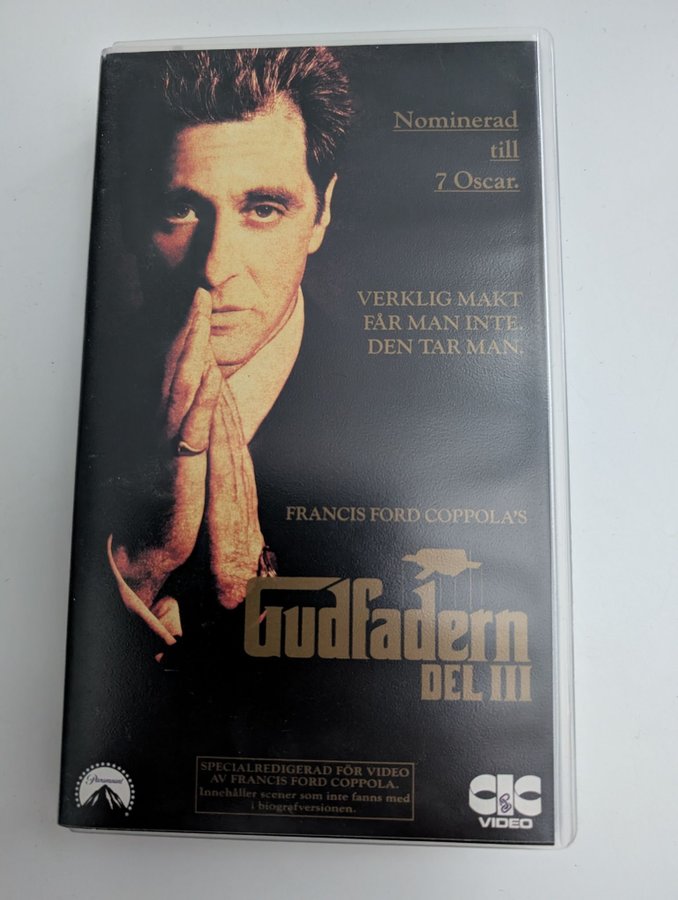 Nominerad
till
7 Oscar.
VERKLIG MAKT
FÅR MAN INTE.
DEN TAR MAN.
FRANCIS FORD COPPOLA'S
Gudfadern
DEL III
Paramount
SPECIALREDIGERAD FÖR VIDEO
AV FRANCIS FORD COPPOLA.
Innehåller scener som inte fanns med
i biografversionen.
CIC
VIDEO